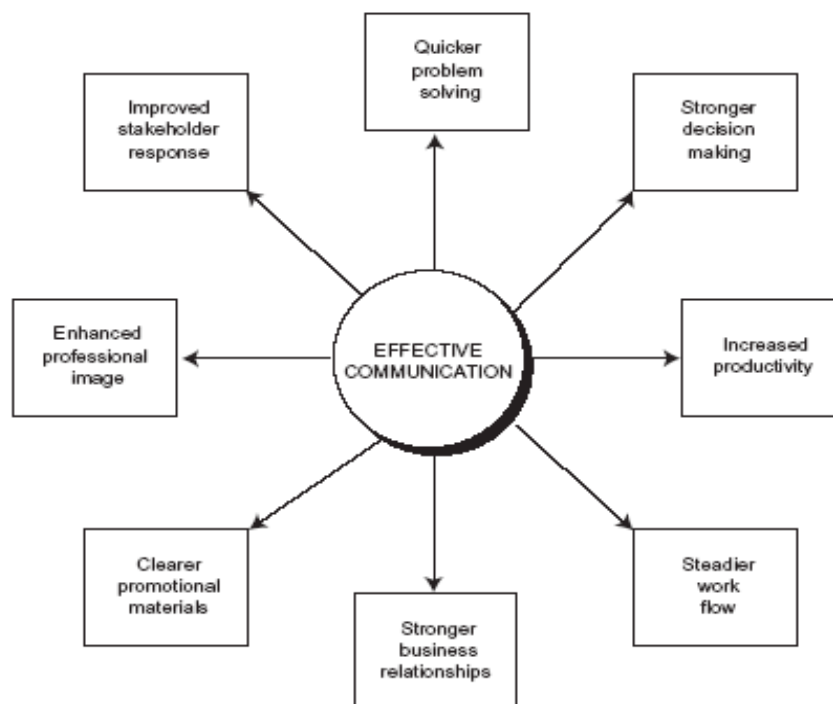 Quicker
problem
solving
Improved
stakeholder
response
Stronger
decision
making
Enhanced
professional
image
EFFECTIVE
COMMUNICATION
Increased
productivity
Clearer
promotional
materials
Stronger
business
relationships
Steadier
work
flow